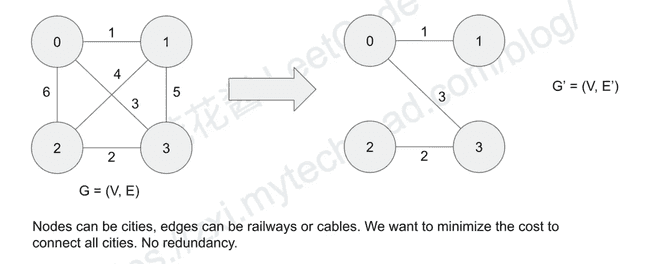 1
0
1
6
4
3
5
2
2
3
G = (V, E)
1
0
1
3
2
2
3
G’ = (V, E’)
Nodes can be cities, edges can be railways or cables. We want to minimize the cost to
connect all cities. No redundancy.
花酱 LeetCode
zxi.mytechroad.com/blog/